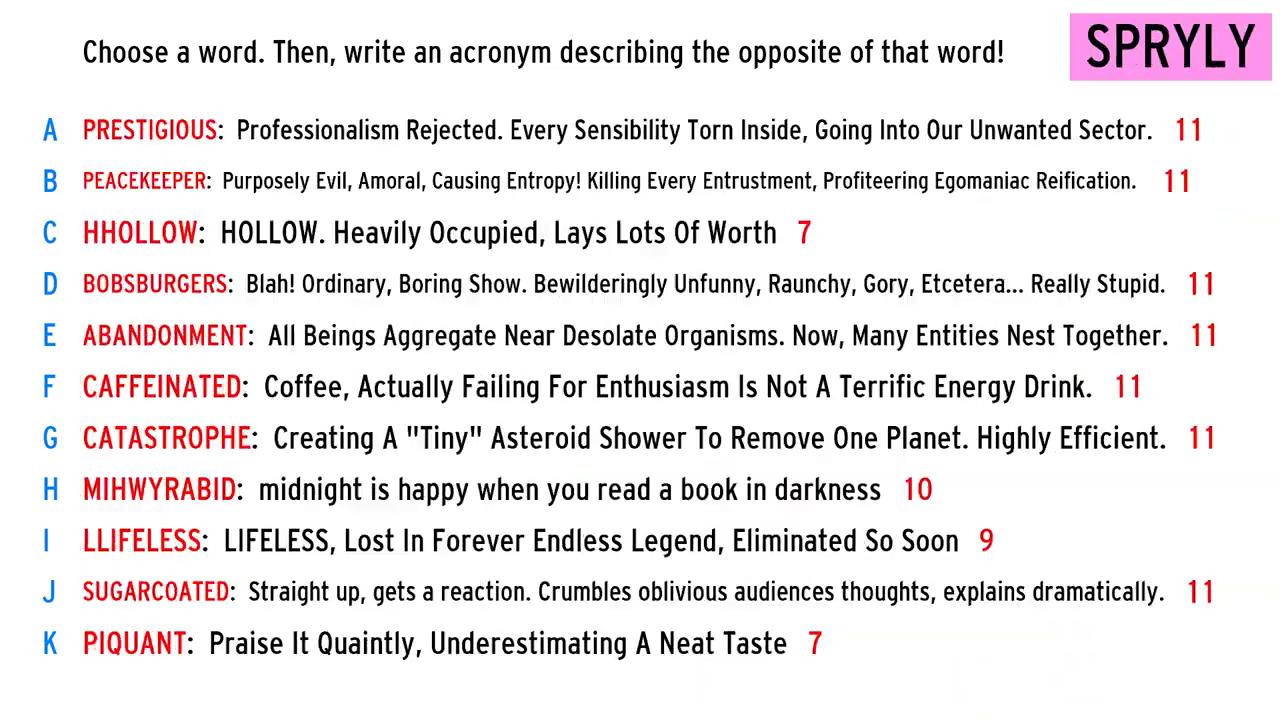 Choose a word. Then, write an acronym describing the opposite of that word!
SPRYLY
A PRESTIGIOUS: Professionalism Rejected. Every Sensibility Torn Inside, Going Into Our Unwanted Sector. 11
B PEACEKEEPER: Purposely Evil, Amoral, Causing Entropy! Killing Every Entrustment, Profiteering Egomaniac Reification. 11
C HHOLLOW: HOLLOW. Heavily Occupied, Lays Lots Of Worth 7
D BOBSBURGERS: Blah! Ordinary, Boring Show. Bewilderingly Unfunny, Raunchy, Gory, Etcetera... Really Stupid. 11
E ABANDONMENT: All Beings Aggregate Near Desolate Organisms. Now, Many Entities Nest Together. 11
F CAFFEINATED: Coffee, Actually Failing For Enthusiasm Is Not A Terrific Energy Drink. 11
G CATASTROPHE: Creating A "Tiny" Asteroid Shower To Remove One Planet. Highly Efficient. 11
H MIHWYRABID: midnight is happy when you read a book in darkness 10
I LLIFELESS: LIFELESS, Lost In Forever Endless Legend, Eliminated So Soon 9
J SUGARCOATED: Straight up, gets a reaction. Crumbles oblivious audiences thoughts, explains dramatically. 11
K PIQUANT: Praise It Quaintly, Underestimating A Neat Taste 7